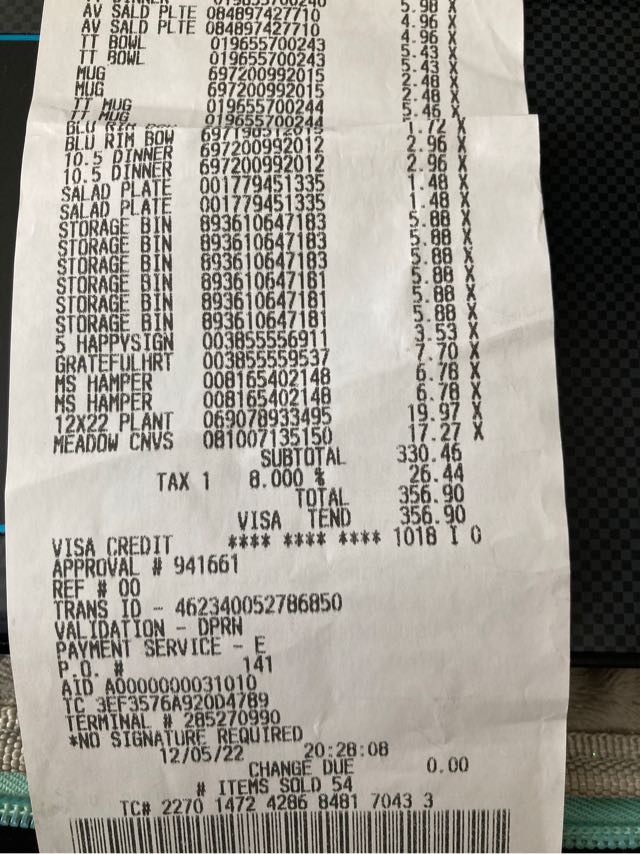 5.98 X
AV SALD PLTE 084897427710 4.96 X
AV SALD PLTE 084897427710 4.96 X
TT BOWL 019655700243 5.43 X
TT BOWL 019655700243 5.43 X
MUG 697200992015 2.48 X
MUG 697200992015 2.48 X
TT MUG 019655700244 5.46 X
TT MUG
BLU RIM BOW 1.72 X
10.5 DINNER 697200992012 2.96 X
10.5 DINNER 697200992012 2.96 X
SALAD PLATE 001779451335 1.48 X
SALAD PLATE 001779451335 1.48 X
STORAGE BIN 893610647183 5.88 X
STORAGE BIN 893610647183 5.88 X
STORAGE BIN 893610647183 5.88 X
STORAGE BIN 893610647181 5.88 X
STORAGE BIN 893610647181 5.88 X
STORAGE BIN 893610647181 5.88 X
5 HAPPYSIGN 003855556911 3.53 X
GRATEFULHRT 003855559537 7.70 X
MS HAMPER 008165402148 6.78 X
MS HAMPER 008165402148 6.78 X
12X22 PLANT 069078933495 19.97 X
MEADOW CNVS 081007135150 17.27 X
SUBTOTAL 330.46
TAX 1 8.000 % 26.44
TOTAL 356.90
VISA TEND 356.90
VISA CREDIT **** **** **** 1018 I 0
APPROVAL # 941661
REF # 00
TRANS ID - 462340052786850
VALIDATION - DPRN
PAYMENT SERVICE - E
P.O. # 141
AID A0000000031010
TC 3EF3576A920D4789
TERMINAL # 285270990
*NO SIGNATURE REQUIRED
12/05/22 20:28:08
CHANGE DUE 0.00
# ITEMS SOLD 54
TC# 2270 1472 4286 8481 7043 3